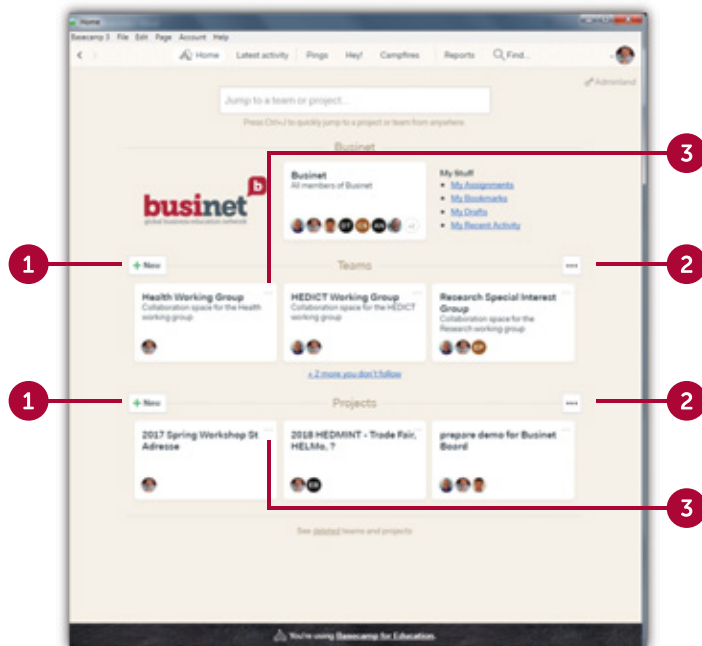 Home
Basecamp 3 File Edit Page Account Help
Home Latest activity Pings Hey! Campfires Reports Find...
Adminland
Jump to a team or project...
Press Ctrl+J to quickly jump to a project or team from anywhere.
Businet
3
businet b
global business education network
Businet
All members of Businet
My Stuff
My Assignments
My Bookmarks
My Drafts
My Recent Activity
1
+ New
Teams
...
2
Health Working Group
Collaboration space for the Health
working group
HEDICT Working Group
Collaboration space for the HEDICT
working group
Research Special Interest
Group
Collaboration space for the
Research working group
+ 2 more you don't follow
1
+ New
Projects
...
2
2017 Spring Workshop St
Adresse
2018 HEDMINT - Trade Fair,
HELMo, ?
prepare demo for Businet
Board
3
See deleted teams and projects
You're using Basecamp for Education.